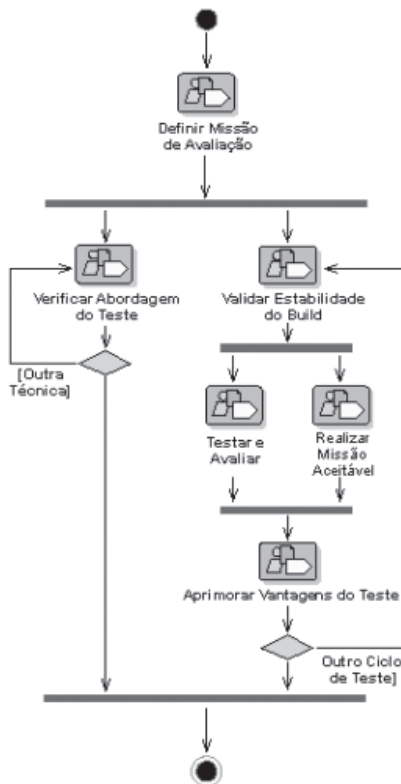 Definir Missão
de Avaliação
Verificar Abordagem
do Teste
[Outra
Técnica]
Validar Estabilidade
do Build
Testar e
Avaliar
Realizar
Missão
Aceitável
Aprimorar Vantagens do Teste
Outro Ciclo
de Teste]